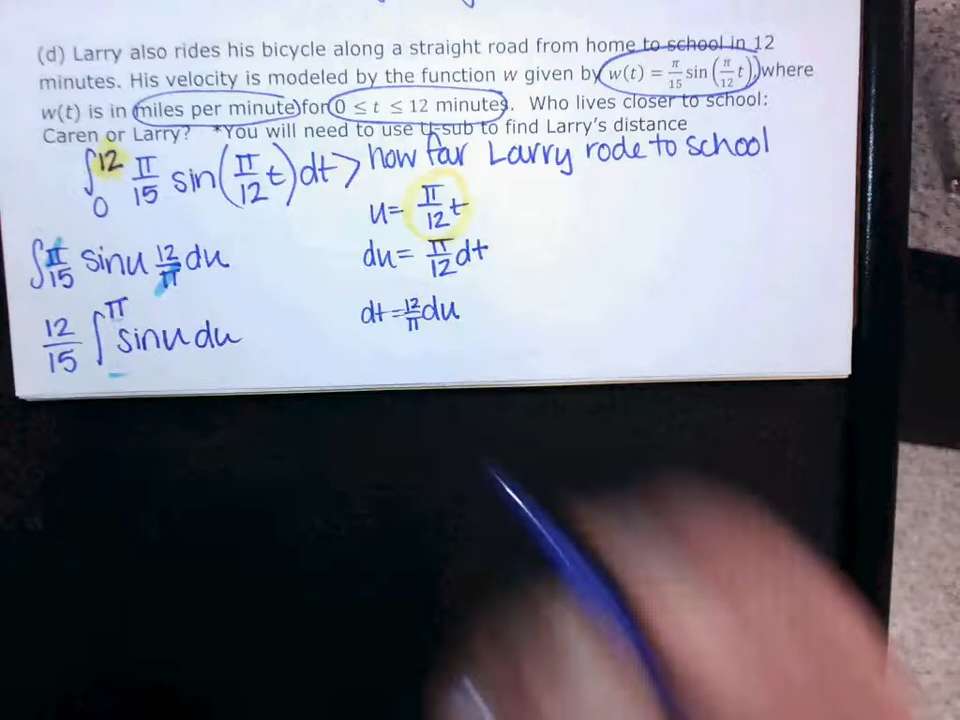 (d) Larry also rides his bicycle along a straight road from home to school in 12
minutes. His velocity is modeled by the function w given by w(t) = π/15 sin(π/12 t), where
w(t) is in miles per minute for 0 ≤ t ≤ 12 minutes. Who lives closer to school:
Caren or Larry? *You will need to use U-sub to find Larry's distance
∫₀¹² π/15 sin(π/12 t)dt > how far Larry rode to school
u= π/12 t
du= π/12 dt
∫π/15 sinu 12/π du
dt=12/π du
12/15 ∫^π sinu du